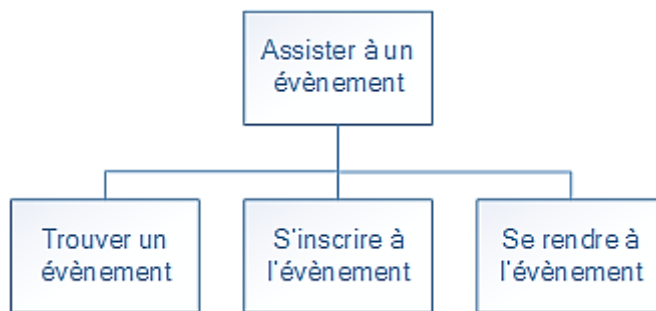 Assister à un
évènement
Trouver un
évènement
S'inscrire à
l'évènement
Se rendre à
l'évènement